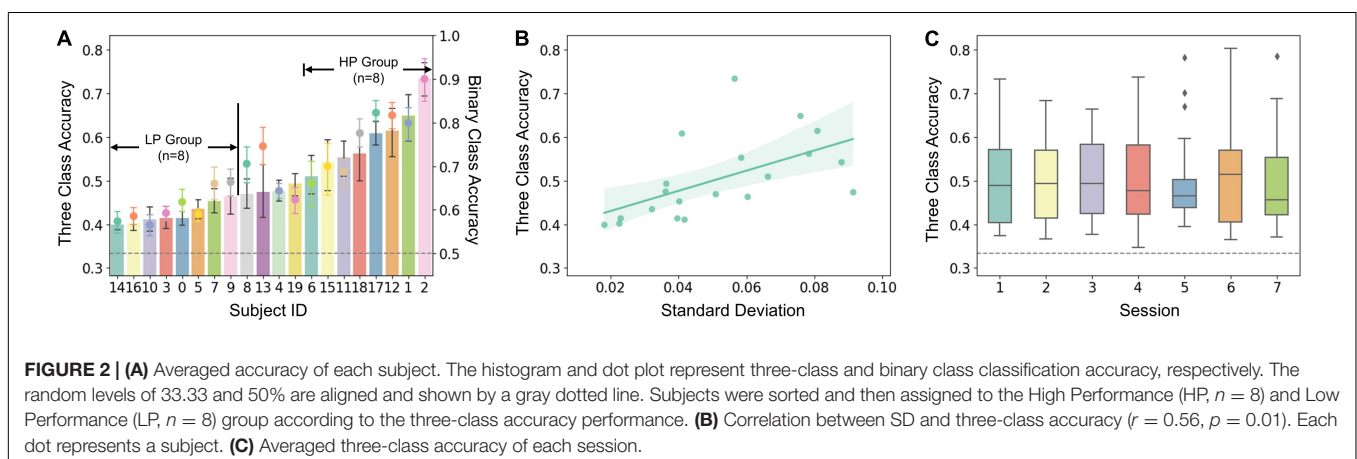 A
B
C
0.8
0.7
0.6
0.5
0.4
0.3
Three Class Accuracy
LP Group
(n=8)
HP Group
(n=8)
1.0
0.9
0.8
0.7
0.6
0.5
Binary Class Accuracy
14 16 10 3 0 5 7 9 8 13 4 19 6 15 11 18 17 12 1 2
Subject ID
0.8
0.7
0.6
0.5
0.4
0.3
Three Class Accuracy
0.02 0.04 0.06 0.08 0.10
Standard Deviation
0.8
0.7
0.6
0.5
0.4
0.3
Three Class Accuracy
1 2 3 4 5 6 7
Session
FIGURE 2 | (A) Averaged accuracy of each subject. The histogram and dot plot represent three-class and binary class classification accuracy, respectively. The
random levels of 33.33 and 50% are aligned and shown by a gray dotted line. Subjects were sorted and then assigned to the High Performance (HP, n = 8) and Low
Performance (LP, n = 8) group according to the three-class accuracy performance. (B) Correlation between SD and three-class accuracy (r = 0.56, p = 0.01). Each
dot represents a subject. (C) Averaged three-class accuracy of each session.